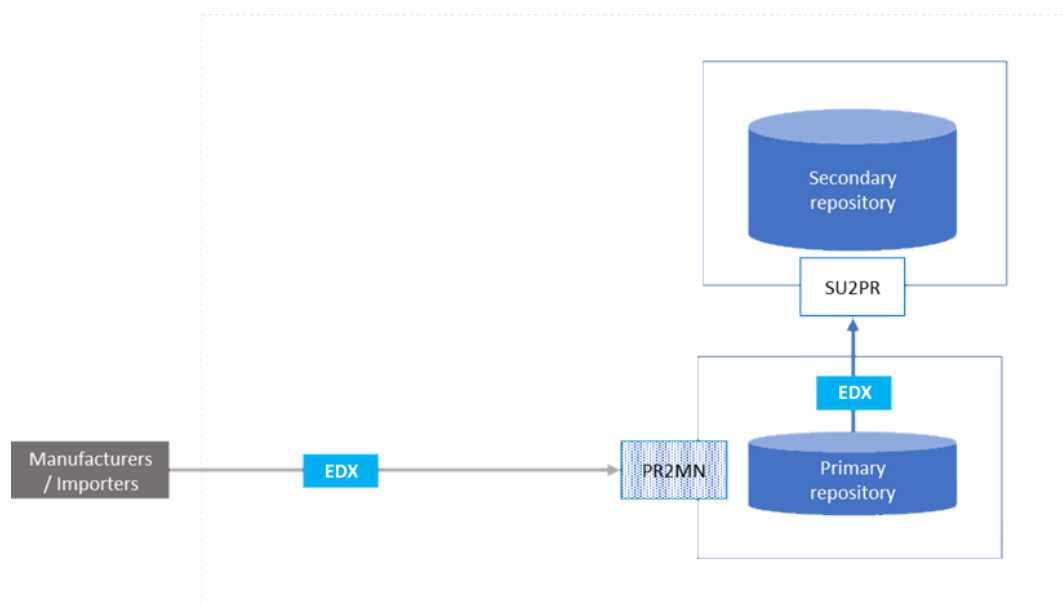 Secondary
repository
SU2PR
EDX
Manufacturers
/ Importers
EDX
PR2MN
Primary
repository